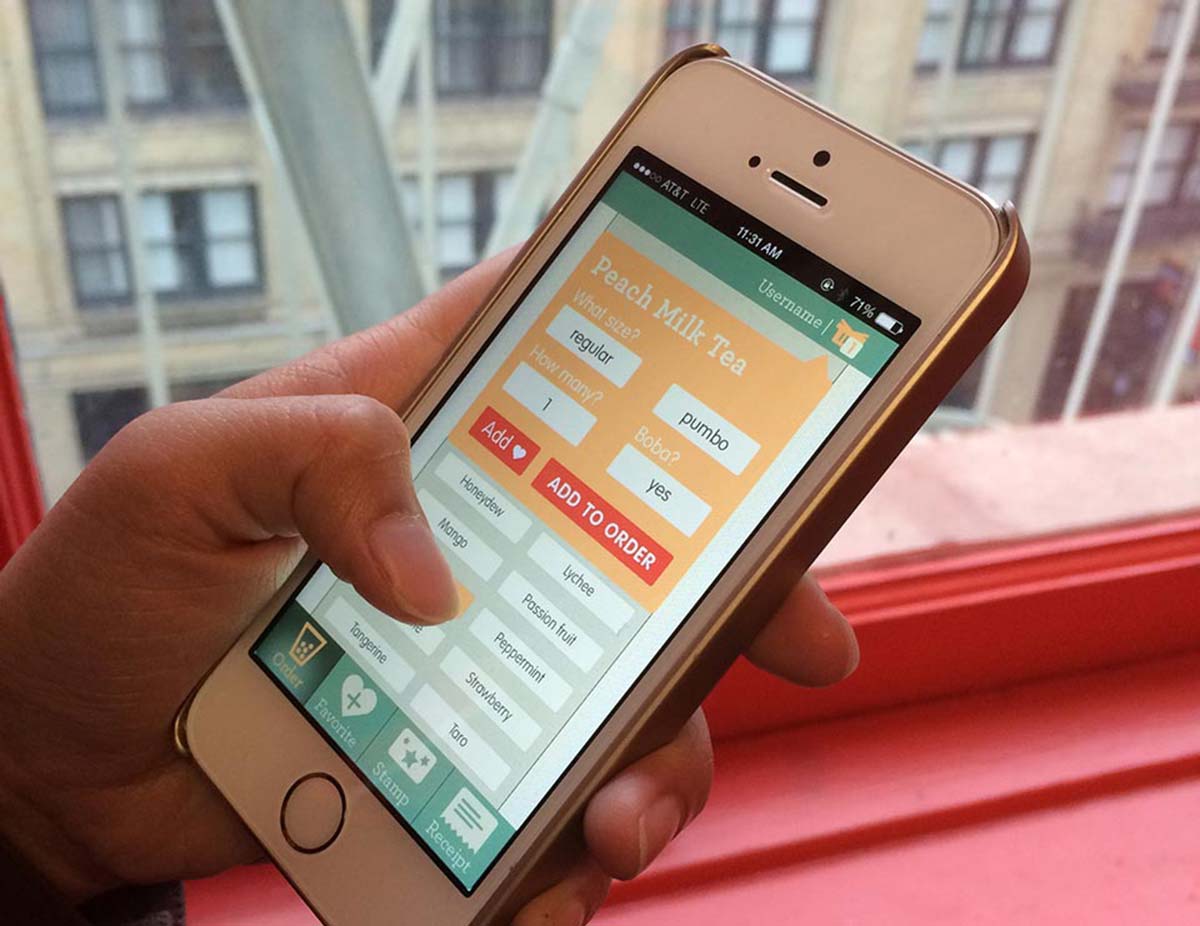 AT&T LTE 11:31 AM 71%
Username |
Peach Milk Tea
What size?
regular
pumbo
How many?
1
Boba?
yes
Add
ADD TO ORDER
Honeydew
Lychee
Mango
Passion fruit
Peppermint
Tangerine
Strawberry
Taro
Order
Favorite
Stamp
Receipt